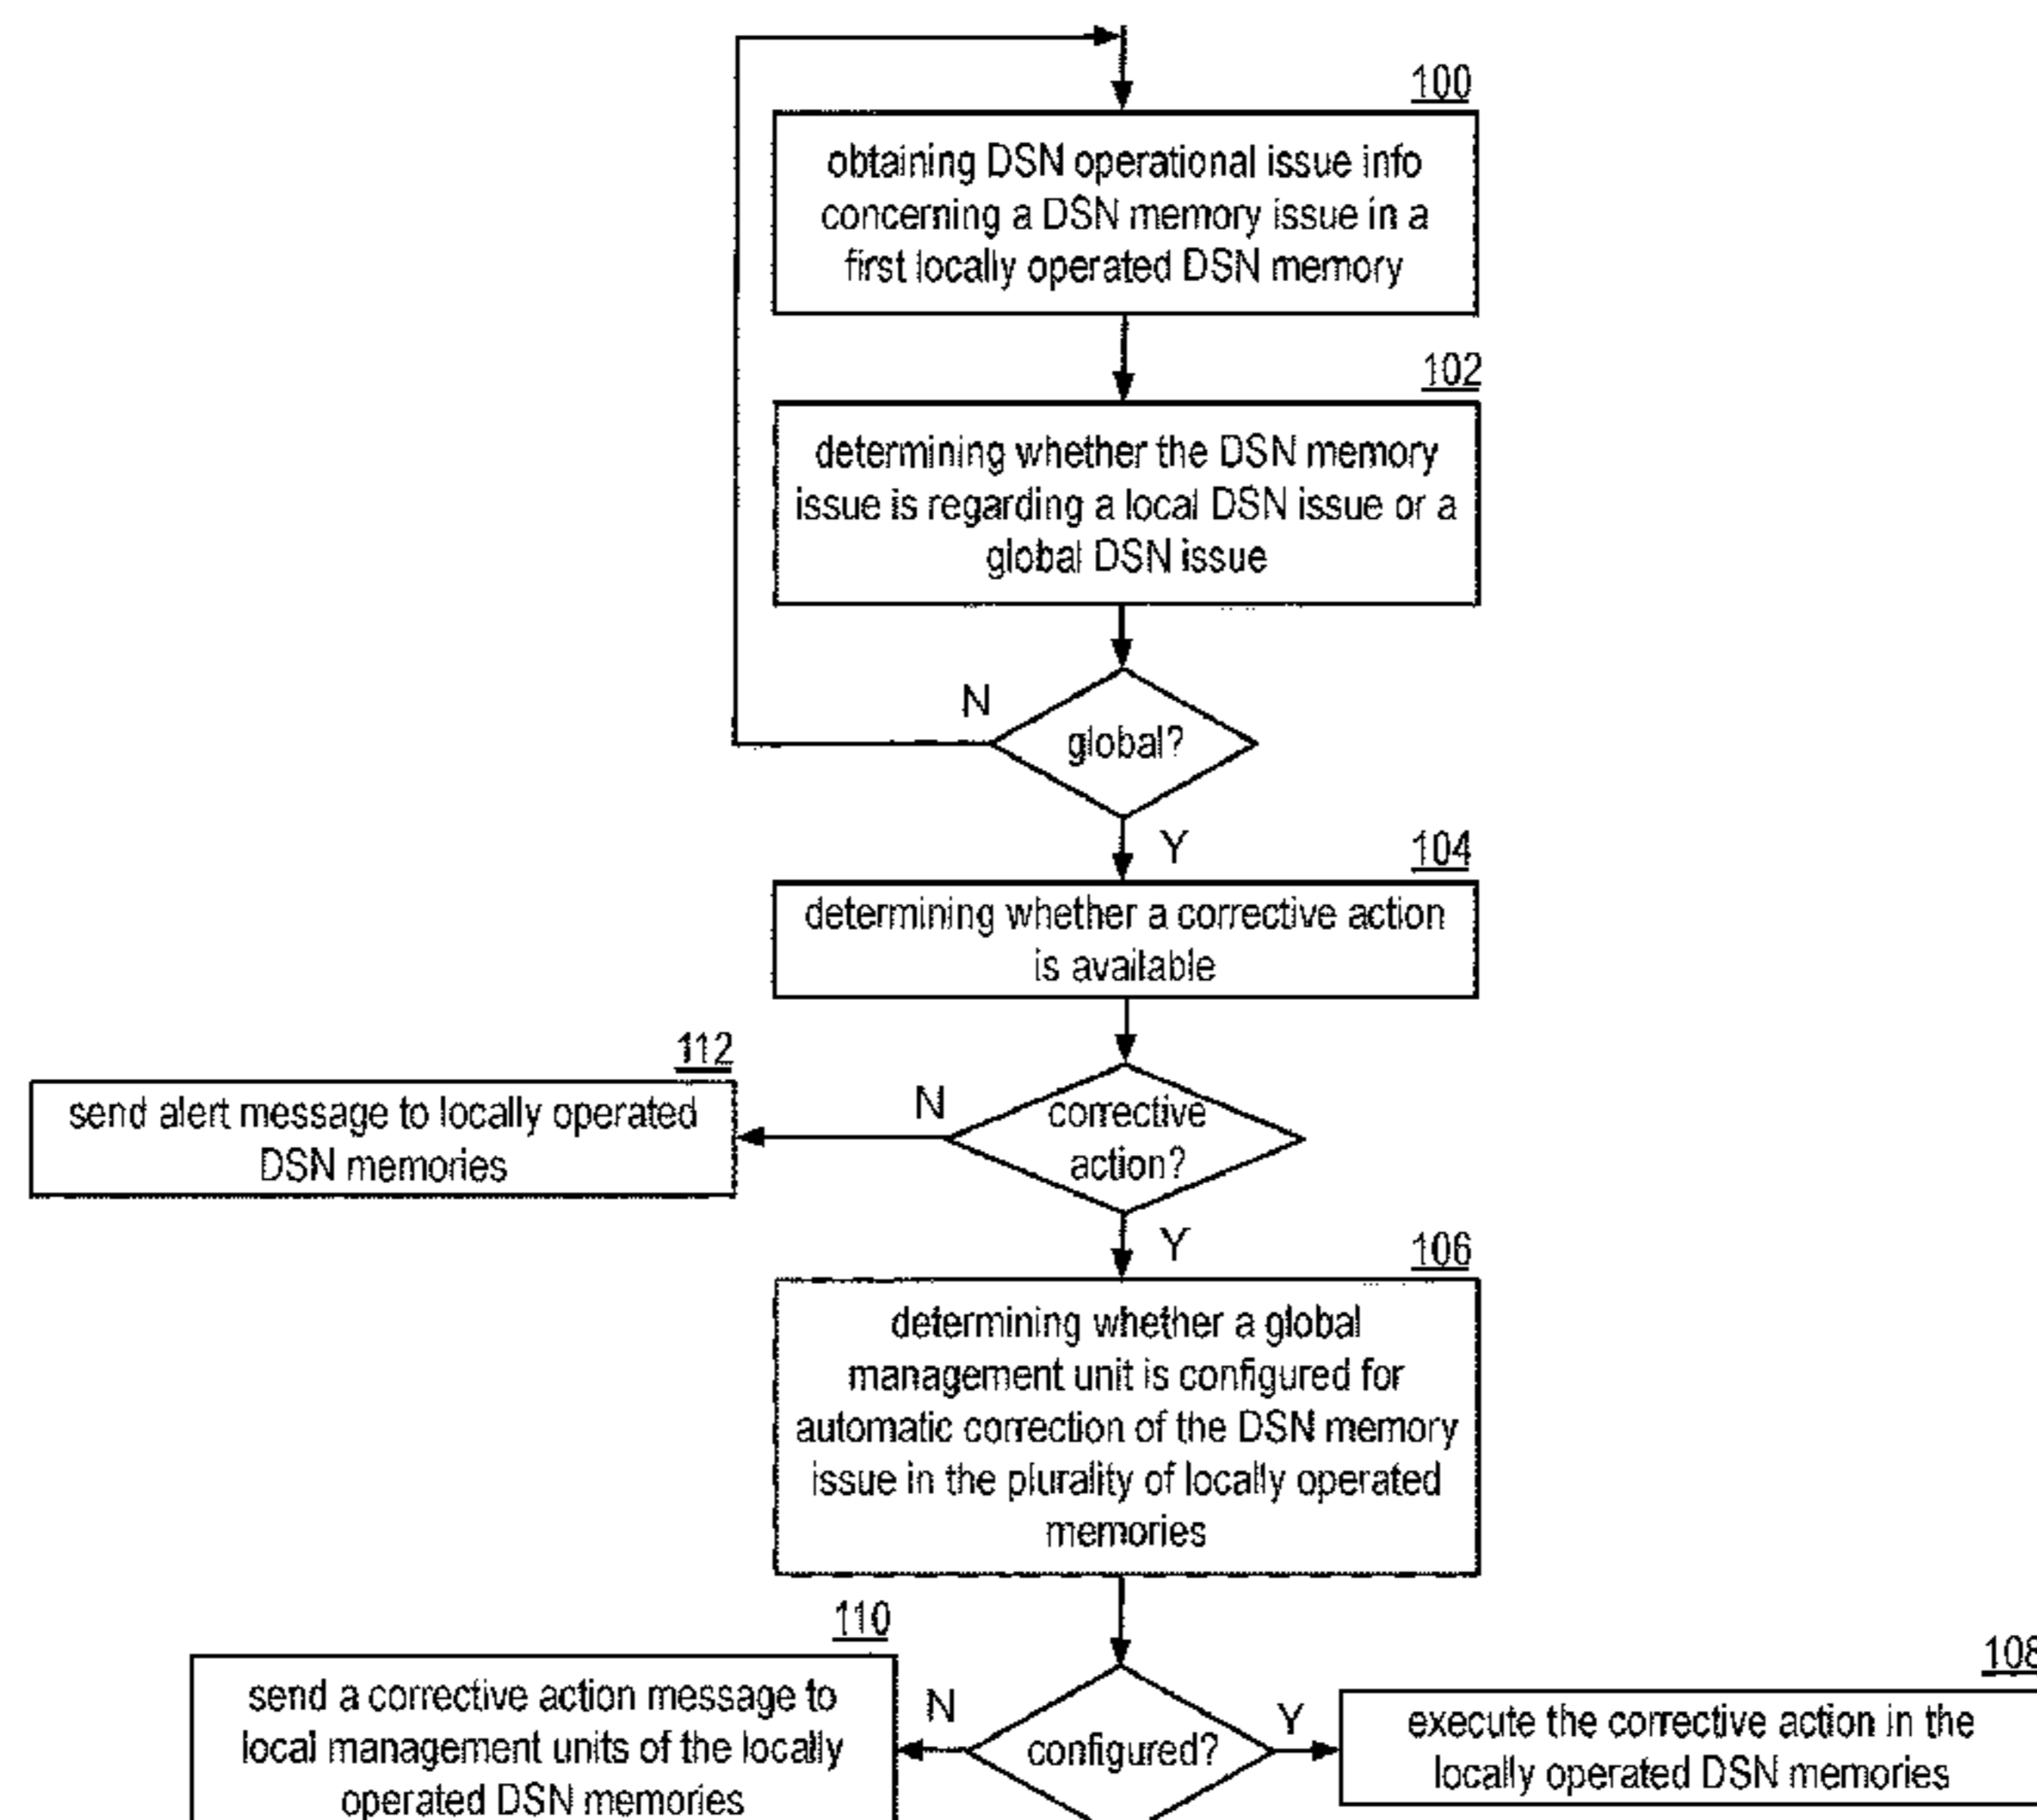 100
obtaining DSN operational issue info
concerning a DSN memory issue in a
first locally operated DSN memory
102
determining whether the DSN memory
issue is regarding a local DSN issue or a
global DSN issue
N
global?
Y
104
determining whether a corrective action
is available
112
send alert message to locally operated
DSN memories
N
corrective
action?
Y
106
determining whether a global
management unit is configured for
automatic correction of the DSN memory
issue in the plurality of locally operated
memories
110
send a corrective action message to
local management units of the locally
operated DSN memories
N
configured?
Y
108
execute the corrective action in the
locally operated DSN memories